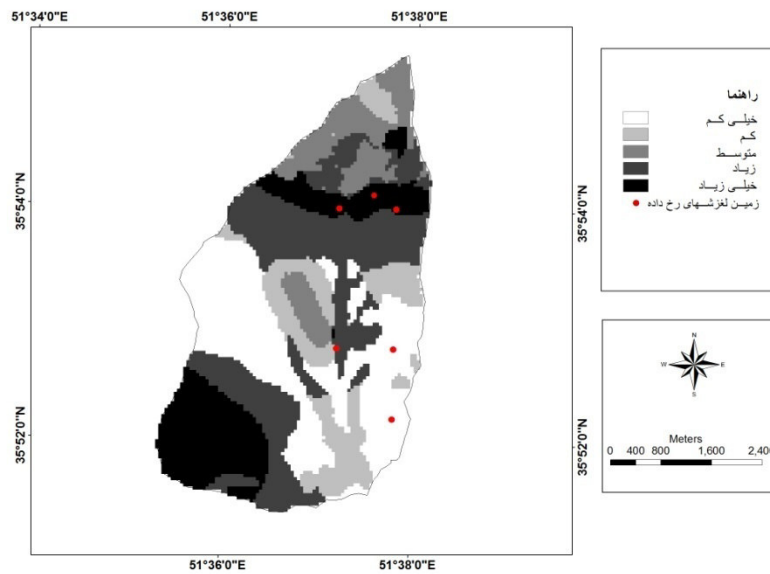 51°34'0"E 51°36'0"E 51°38'0"E
35°54'0"N 35°54'0"N
35°52'0"N 35°52'0"N
51°36'0"E 51°38'0"E
راهنما
خیلی کم
کم
متوسط
زیاد
خیلی زیاد
زمین لغزشهای رخ داده
N
W E
S
Meters
0 400 800 1,600 2,400